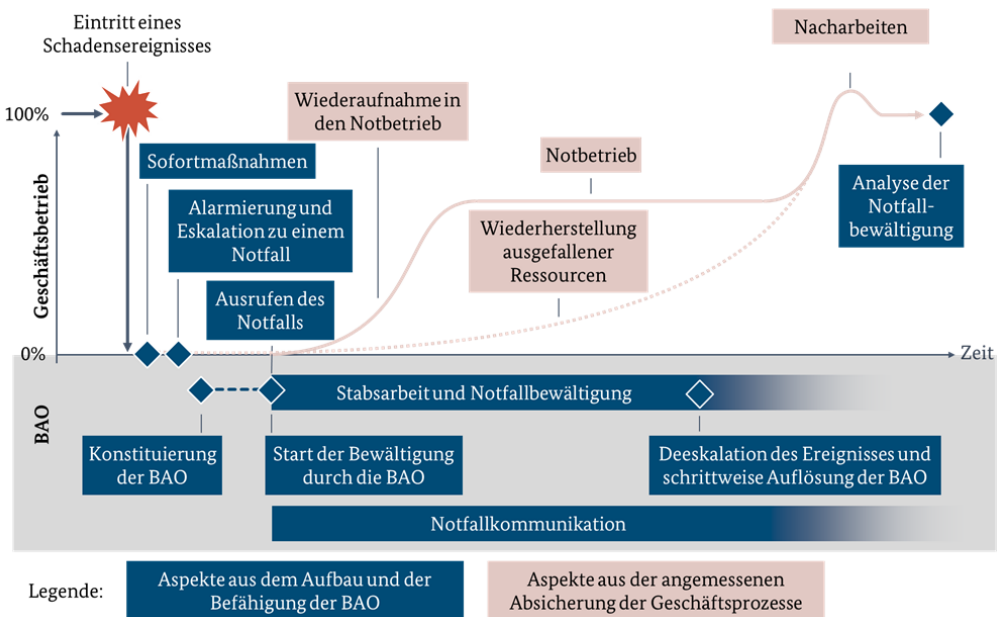 Eintritt eines
Schadensereignisses
Nacharbeiten
100%
Wiederaufnahme in
den Notbetrieb
Sofortmaßnahmen
Notbetrieb
Alarmierung und
Eskalation zu einem
Notfall
Analyse der
Notfall-
bewältigung
Geschäftsbetrieb
Wiederherstellung
ausgefallener
Ressourcen
Ausrufen des
Notfalls
0%
Zeit
BAO
Stabsarbeit und Notfallbewältigung
Konstituierung
der BAO
Start der Bewältigung
durch die BAO
Deeskalation des Ereignisses und
schrittweise Auflösung der BAO
Notfallkommunikation
Legende:
Aspekte aus dem Aufbau und der
Befähigung der BAO
Aspekte aus der angemessenen
Absicherung der Geschäftsprozesse